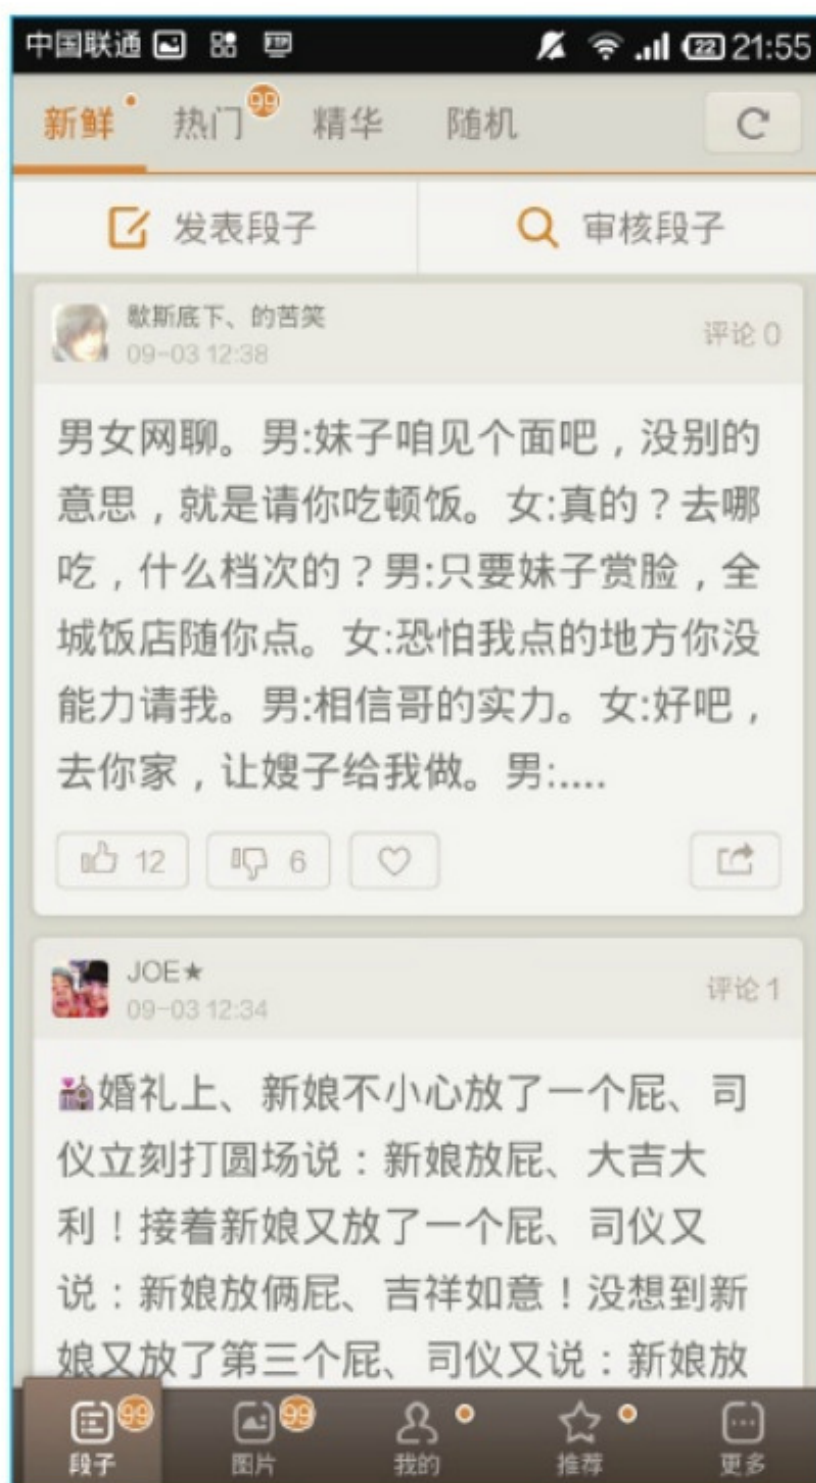 中国联通 22 21:55
新鲜 热门 99 精华 随机
发表段子 审核段子
歇斯底下、的苦笑
09-03 12:38
评论 0
男女网聊。男:妹子咱见个面吧，没别的
意思，就是请你吃顿饭。女:真的？去哪
吃，什么档次的？男:只要妹子赏脸，全
城饭店随你点。女:恐怕我点的地方你没
能力请我。男:相信哥的实力。女:好吧，
去你家，让嫂子给我做。男:....
12 6
JOE★
09-03 12:34
评论 1
婚礼上、新娘不小心放了一个屁、司
仪立刻打圆场说：新娘放屁、大吉大
利！接着新娘又放了一个屁、司仪又
说：新娘放俩屁、吉祥如意！没想到新
娘又放了第三个屁、司仪又说：新娘放
99 99
段子 图片 我的 推荐 更多